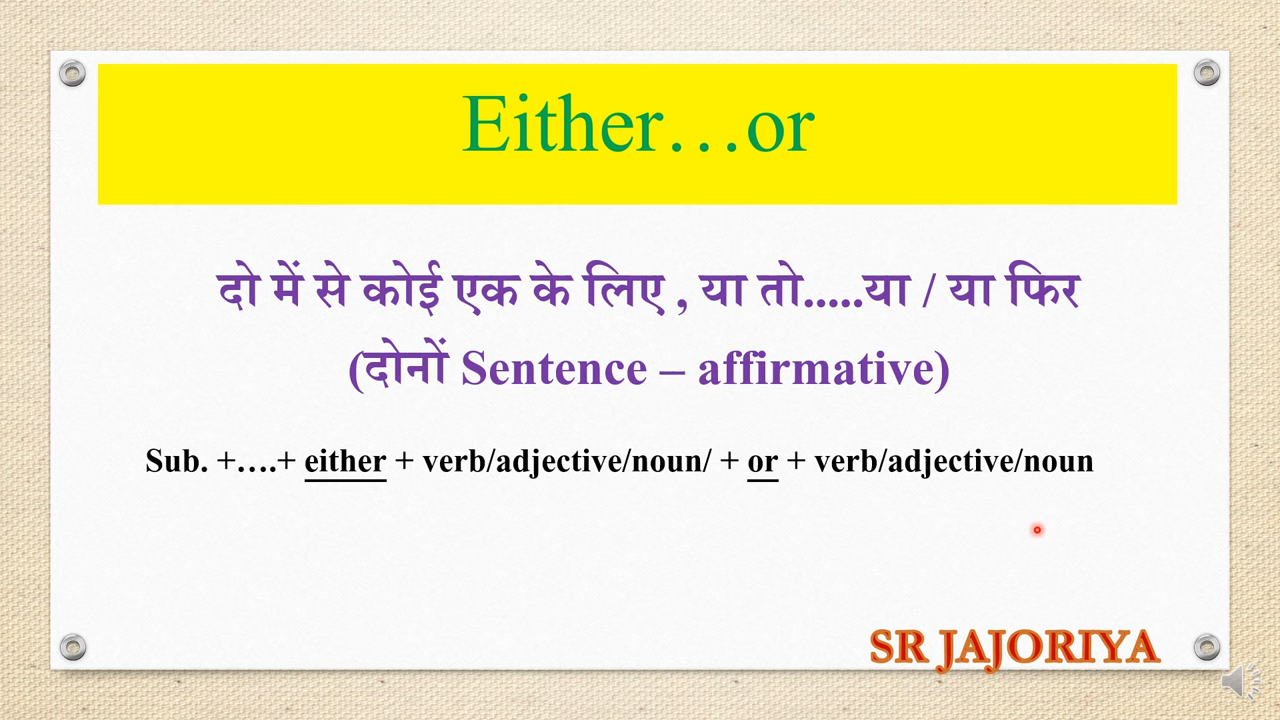 Either…or
दो में से कोई एक के लिए , या तो.....या / या फिर
(दोनों Sentence – affirmative)
Sub. +….+ either + verb/adjective/noun/ + or + verb/adjective/noun
SR JAJORIYA